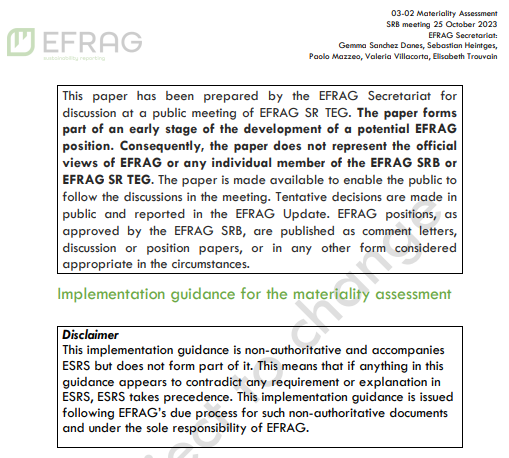 03-02 Materiality Assessment
SRB meeting 25 October 2023
EFRAG Secretariat:
Gemma Sanchez Danes, Sebastian Heintges,
Paolo Mazzeo, Valeria Villacorta, Elisabeth Trouvain
EFRAG
sustainability reporting
This paper has been prepared by the EFRAG Secretariat for
discussion at a public meeting of EFRAG SR TEG. The paper forms
part of an early stage of the development of a potential EFRAG
position. Consequently, the paper does not represent the official
views of EFRAG or any individual member of the EFRAG SRB or
EFRAG SR TEG. The paper is made available to enable the public to
follow the discussions in the meeting. Tentative decisions are made in
public and reported in the EFRAG Update. EFRAG positions, as
approved by the EFRAG SRB, are published as comment letters,
discussion or position papers, or in any other form considered
appropriate in the circumstances.
Implementation guidance for the materiality assessment
Disclaimer
This implementation guidance is non-authoritative and accompanies
ESRS but does not form part of it. This means that if anything in this
guidance appears to contradict any requirement or explanation in
ESRS, ESRS takes precedence. This implementation guidance is issued
following EFRAG's due process for such non-authoritative documents
and under the sole responsibility of EFRAG.
ject to change